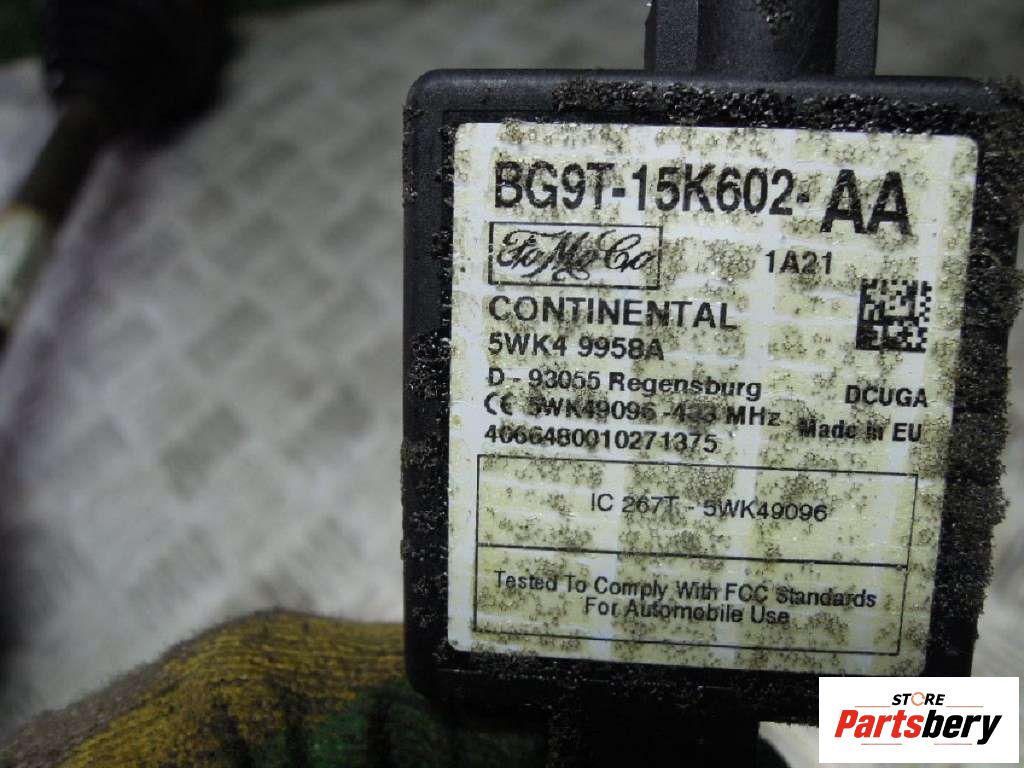 BG9T-15K602-AA
FoMoCo 1A21
CONTINENTAL
5WK4 9958A
D - 93055 Regensburg DCUGA
CE 5WK49096 -433 MHz Made in EU
4066480010271375
IC 267T - 5WK49096
Tested To Comply With FCC Standards
For Automobile Use
STORE
Partsbery